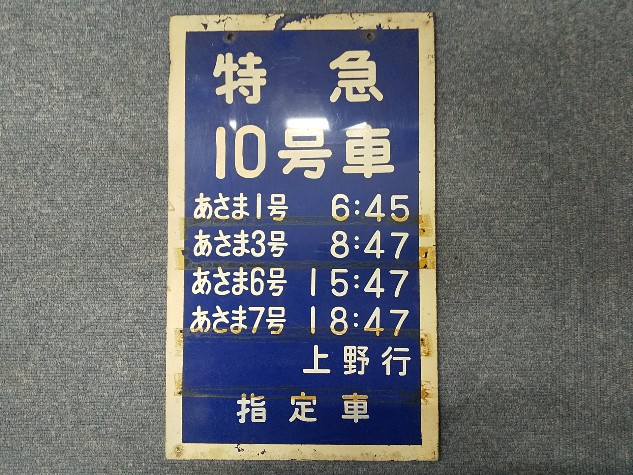 特急
10号車
あさま1号 6:45
あさま3号 8:47
あさま6号 15:47
あさま7号 18:47
上野行
指定車